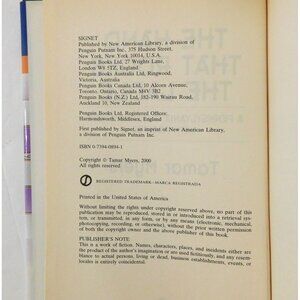 SIGNET
Published by New American Library, a division of
Penguin Putnam Inc., 375 Hudson Street,
New York, New York 10014, U.S.A.
Penguin Books Ltd, 27 Wrights Lane,
London W8 5TZ, England
Penguin Books Australia Ltd, Ringwood,
Victoria, Australia
Penguin Books Canada Ltd, 10 Alcorn Avenue,
Toronto, Ontario, Canada M4V 3B2
Penguin Books (N.Z.) Ltd, 182-190 Wairau Road,
Auckland 10, New Zealand
Penguin Books Ltd, Registered Offices:
Harmondsworth, Middlesex, England
First published by Signet, an imprint of New American Library,
a division of Penguin Putnam Inc.
ISBN 0-7394-0894-1
Copyright © Tamar Myers, 2000
All rights reserved.
REGISTERED TRADEMARK—MARCA REGISTRADA
Printed in the United States of America
Without limiting the rights under copyright reserved above, no part of this
publication may be reproduced, stored in or introduced into a retrieval sys-
tem, or transmitted, in any form, or by any means (electronic, mechanical,
photocopying, recording, or otherwise), without the prior written permission
of both the copyright owner and the above publisher of this book.
PUBLISHER'S NOTE
This is a work of fiction. Names, characters, places, and incidents either are
the product of the author's imagination or are used fictitiously, and any resem-
blance to actual persons, living or dead, business establishments, events, or
locales is entirely coincidental.